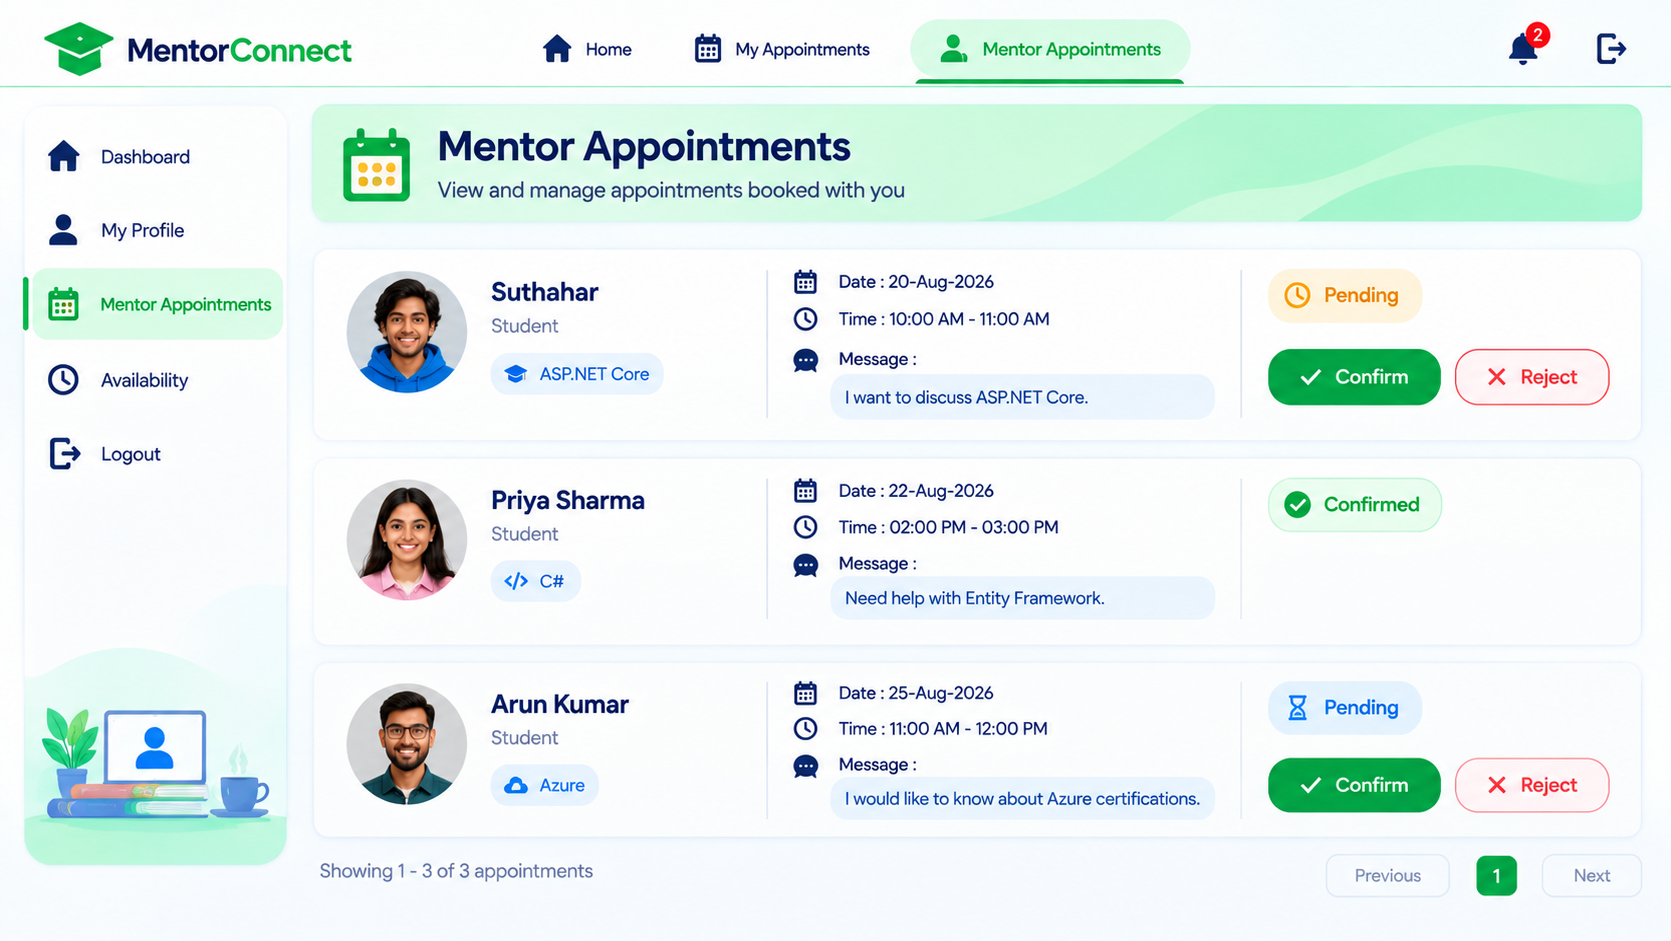 MentorConnect
Home
My Appointments
Mentor Appointments
2
Dashboard
My Profile
Mentor Appointments
Availability
Logout
Mentor Appointments
View and manage appointments booked with you
Suthahar
Student
ASP.NET Core
Date : 20-Aug-2026
Time : 10:00 AM - 11:00 AM
Message :
I want to discuss ASP.NET Core.
Pending
Confirm
Reject
Priya Sharma
Student
</> C#
Date : 22-Aug-2026
Time : 02:00 PM - 03:00 PM
Message :
Need help with Entity Framework.
Confirmed
Arun Kumar
Student
Azure
Date : 25-Aug-2026
Time : 11:00 AM - 12:00 PM
Message :
I would like to know about Azure certifications.
Pending
Confirm
Reject
Showing 1 - 3 of 3 appointments
Previous
1
Next